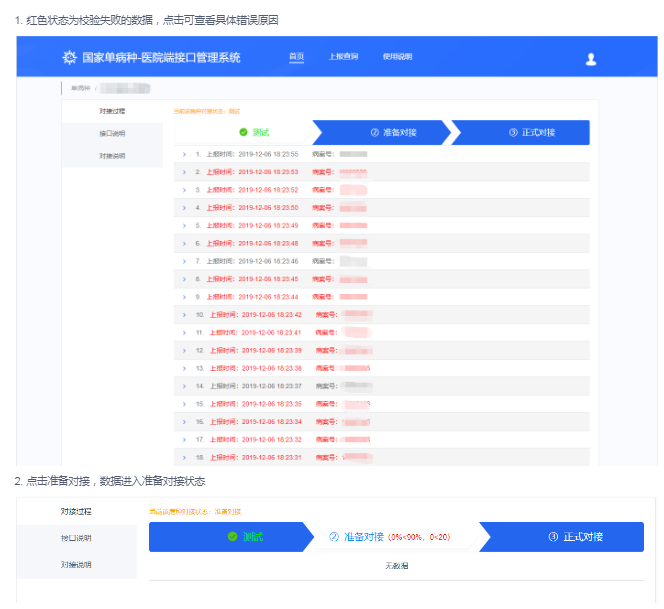 1. 红色状态为校验失败的数据，点击可查看具体错误原因
国家单病种-医院端接口管理系统
首页 上报查询 使用说明
单病种 /
对接过程
接口说明
对接说明
当前该病种对接状态：测试
测试 ② 准备对接 ③ 正式对接
1. 上报时间：2019-12-06 18:23:55 病案号：
2. 上报时间：2019-12-06 18:23:53 病案号：
3. 上报时间：2019-12-06 18:23:52 病案号：
4. 上报时间：2019-12-06 18:23:50 病案号：
5. 上报时间：2019-12-06 18:23:49 病案号：
6. 上报时间：2019-12-06 18:23:48 病案号：
7. 上报时间：2019-12-06 18:23:46 病案号：
8. 上报时间：2019-12-06 18:23:45 病案号：
9. 上报时间：2019-12-06 18:23:44 病案号：
10. 上报时间：2019-12-06 18:23:42 病案号：
11. 上报时间：2019-12-06 18:23:41 病案号：
12. 上报时间：2019-12-06 18:23:39 病案号：
13. 上报时间：2019-12-06 18:23:38 病案号：
14. 上报时间：2019-12-06 18:23:37 病案号：
15. 上报时间：2019-12-06 18:23:35 病案号：
16. 上报时间：2019-12-06 18:23:34 病案号：
17. 上报时间：2019-12-06 18:23:32 病案号：
18. 上报时间：2019-12-06 18:23:31 病案号：
2. 点击准备对接，数据进入准备对接状态
对接过程
接口说明
对接说明
当前该病种对接状态：准备对接
测试 ② 准备对接 (0%<90%，0<20) ③ 正式对接
无数据